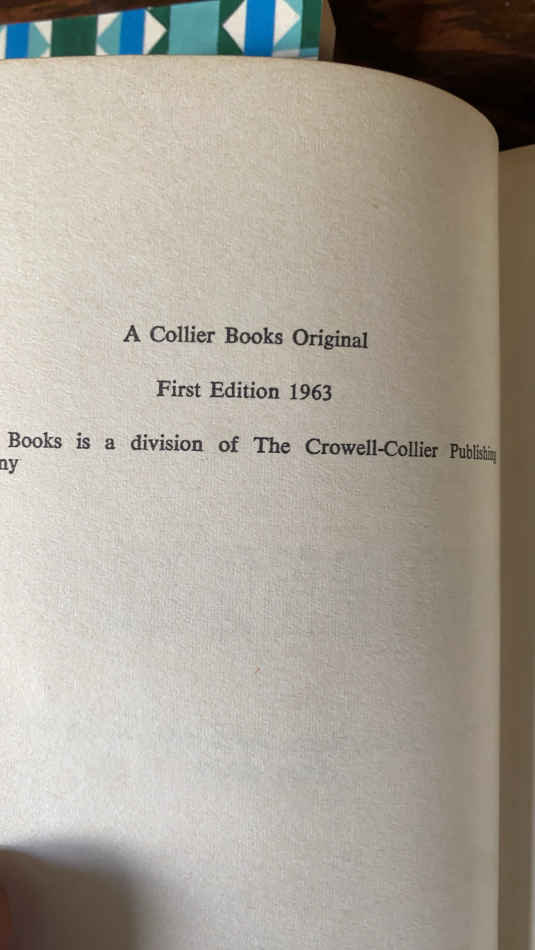 A Collier Books Original
First Edition 1963
Books is a division of The Crowell-Collier Publishing
ny